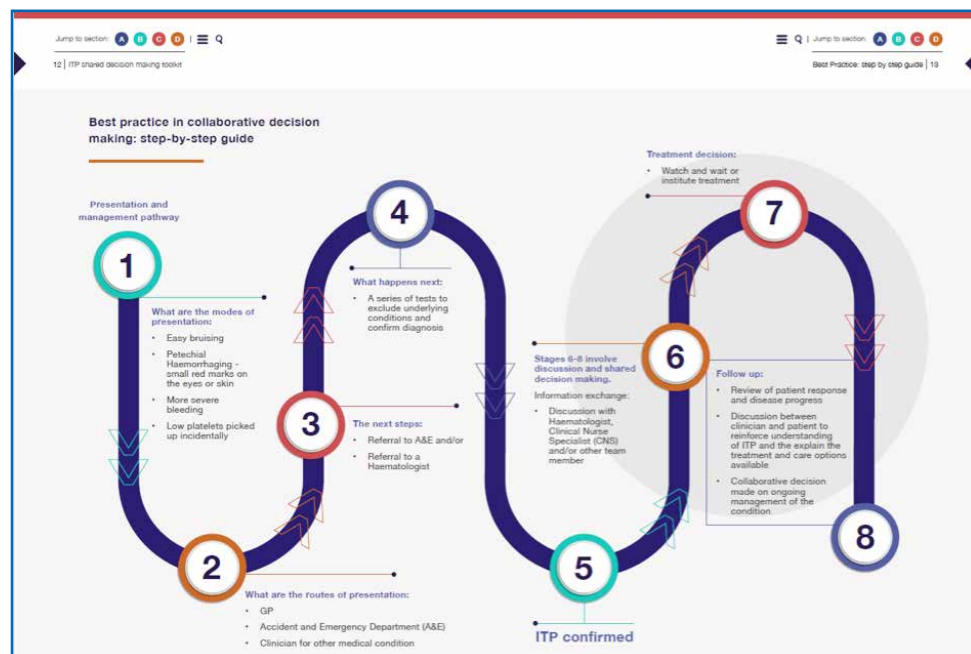 Jump to section: A B C D
12 | ITP shared decision making toolkit
Jump to section: A B C D
Best Practice: step by step guide | 13
Best practice in collaborative decision
making: step-by-step guide
Presentation and
management pathway
1
What are the modes of
presentation:
• Easy bruising
• Petechial
Haemorrhaging -
small red marks on
the eyes or skin
• More severe
bleeding
• Low platelets picked
up incidentally
2
What are the routes of presentation:
• GP
• Accident and Emergency Department (A&E)
• Clinician for other medical condition
3
The next steps:
• Referral to A&E and/or
• Referral to a
Haematologist
4
What happens next:
• A series of tests to
exclude underlying
conditions and
confirm diagnosis
5
ITP confirmed
6
Stages 6-8 involve
discussion and shared
decision making.
Information exchange:
• Discussion with
Haematologist,
Clinical Nurse
Specialist (CNS)
and/or other team
member
Treatment decision:
• Watch and wait or
institute treatment
7
Follow up:
• Review of patient response
and disease progress
• Discussion between
clinician and patient to
reinforce understanding
of ITP and the explain the
treatment and care options
available
• Collaborative decision
made on ongoing
management of the
condition.
8